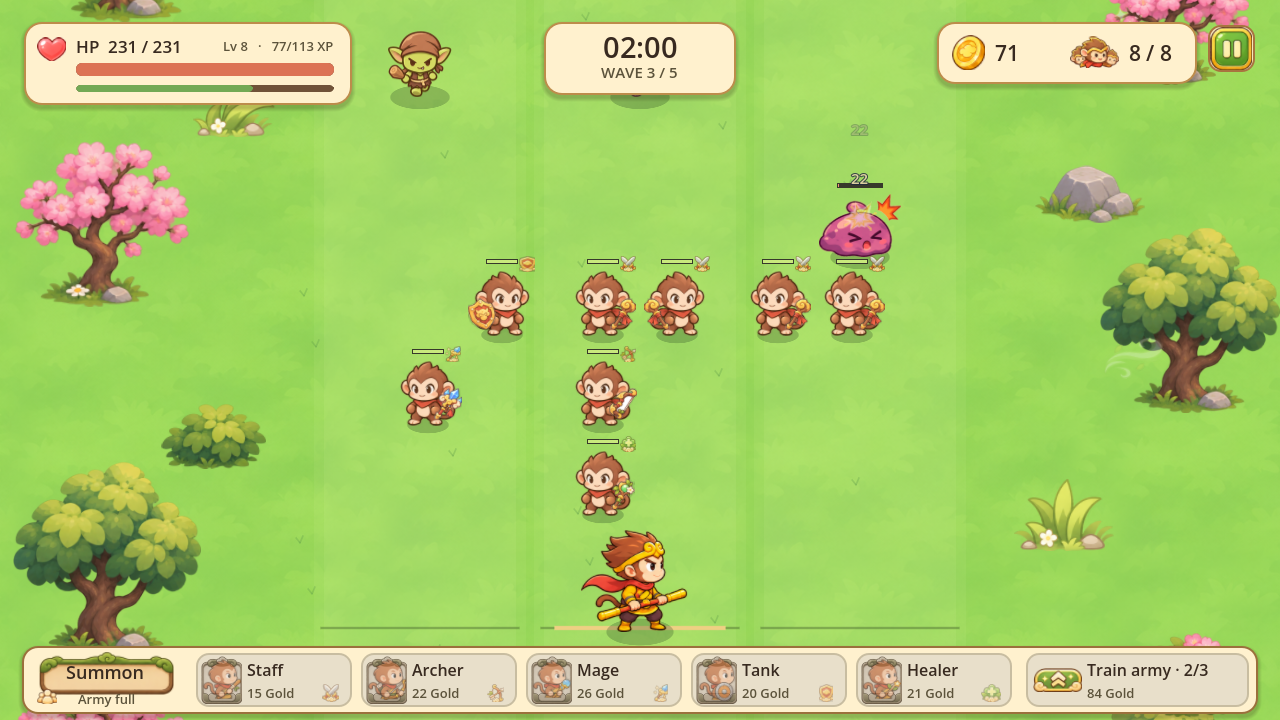 HP 231 / 231
Lv 8 · 77/113 XP
02:00
WAVE 3 / 5
71
8 / 8
22
22
Summon
Army full
Staff
15 Gold
Archer
22 Gold
Mage
26 Gold
Tank
20 Gold
Healer
21 Gold
Train army · 2/3
84 Gold